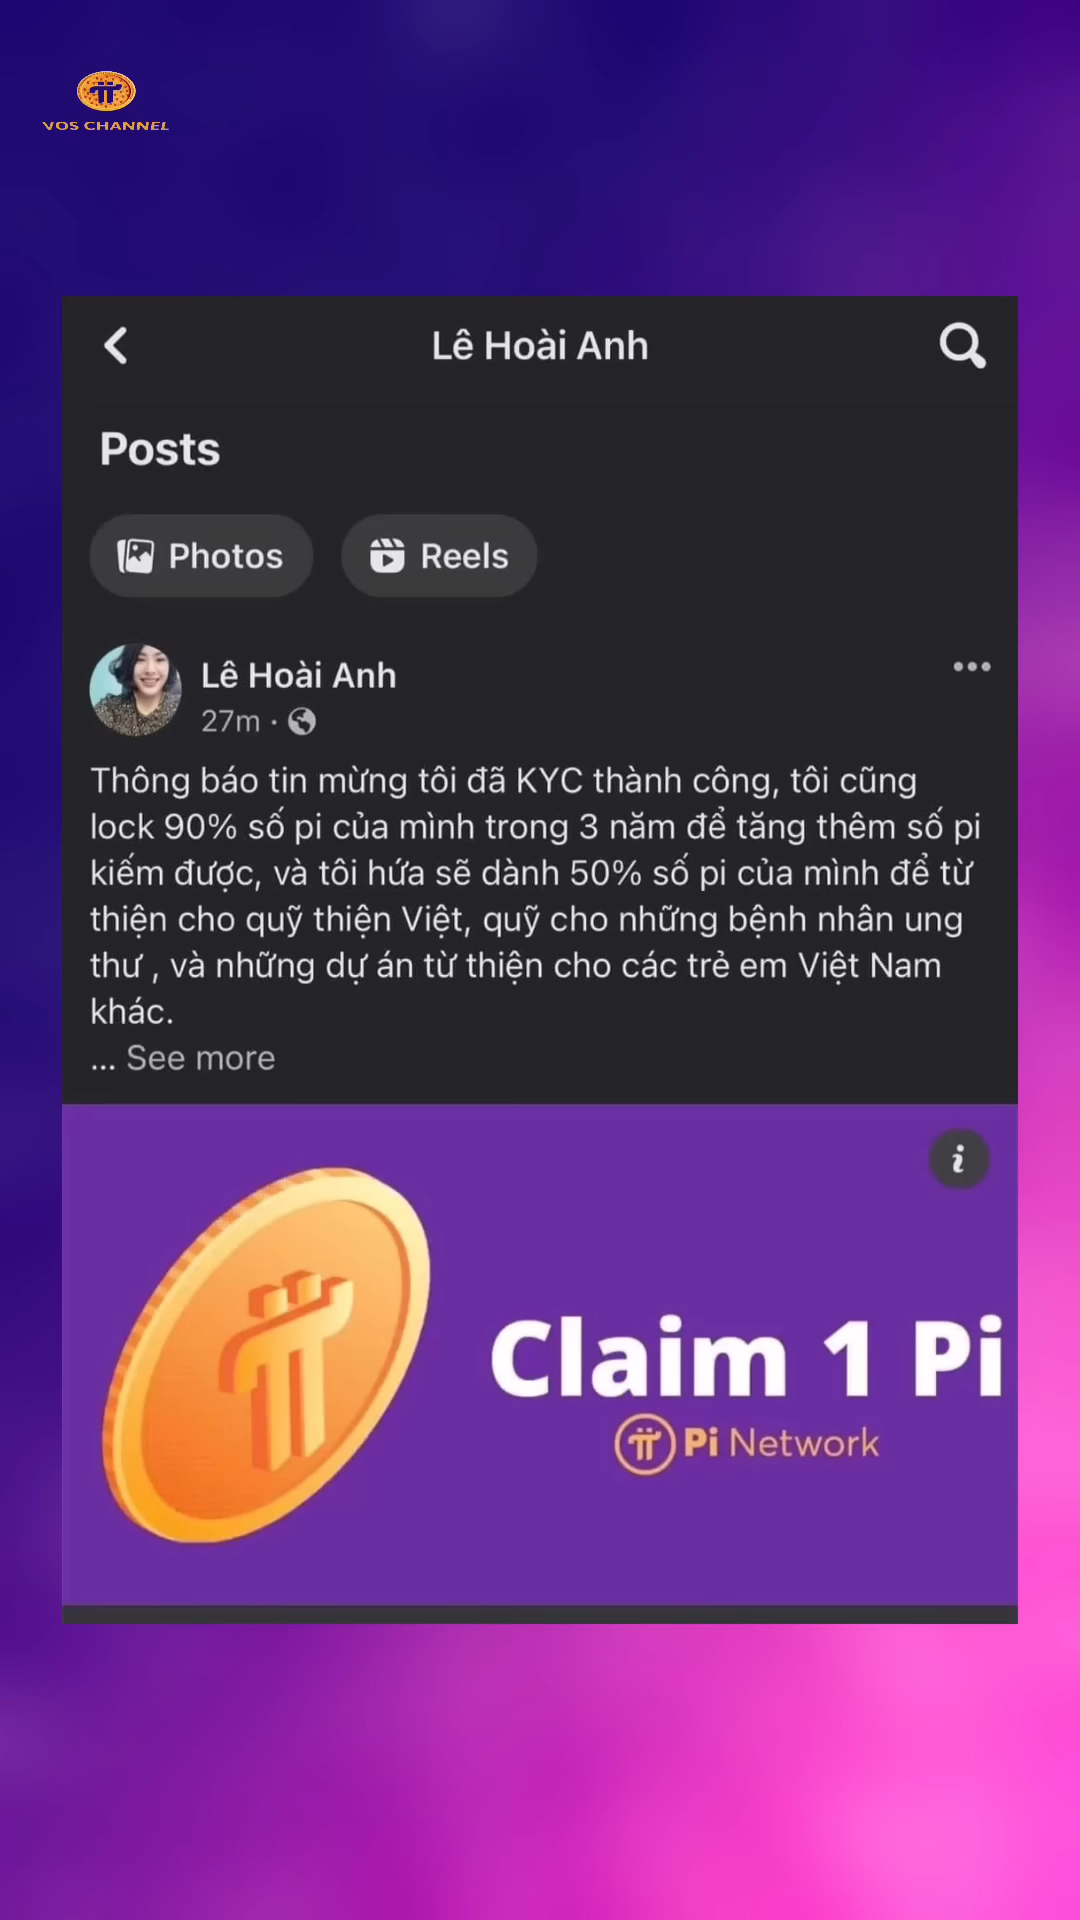 VOS CHANNEL
Lê Hoài Anh
Posts
Photos
Reels
Lê Hoài Anh
27m ·
Thông báo tin mừng tôi đã KYC thành công, tôi cũng
lock 90% số pi của mình trong 3 năm để tăng thêm số pi
kiếm được, và tôi hứa sẽ dành 50% số pi của mình để từ
thiện cho quỹ thiện Việt, quỹ cho những bệnh nhân ung
thư , và những dự án từ thiện cho các trẻ em Việt Nam
khác.
... See more
Claim 1 Pi
Pi Network